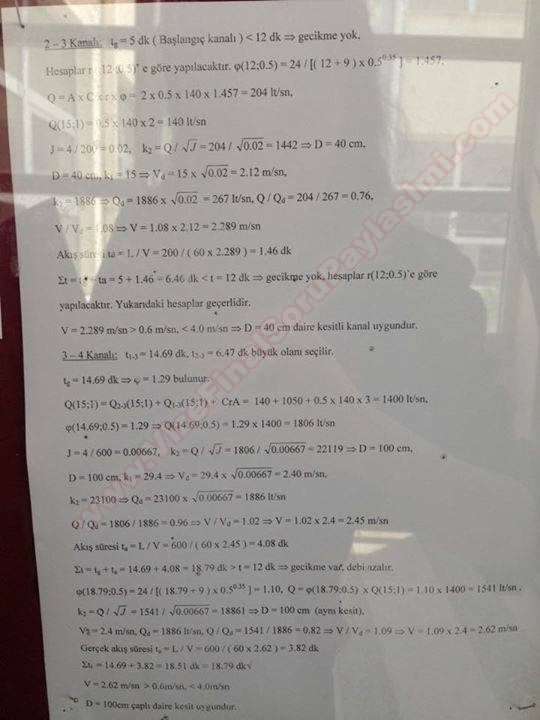 2 – 3 Kanalı: tg = 5 dk ( Başlangıç kanalı ) < 12 dk ⇒ gecikme yok,
Hesaplar r ( 12 ;0.5)' e göre yapılacaktır. φ(12;0.5) = 24 / [( 12 + 9 ) x 0.5^0.35 ] = 1.457,
Q = A x C x r x φ = 2 x 0.5 x 140 x 1.457 = 204 lt/sn,
Q(15;1) = 0.5 x 140 x 2 = 140 lt/sn
J = 4 / 200 = 0.02, k2 = Q / √J = 204 / √0.02 = 1442 ⇒ D = 40 cm,
D = 40 cm, k1 = 15 ⇒ Vd = 15 x √0.02 = 2.12 m/sn,
k2 = 1886 ⇒ Qd = 1886 x √0.02 = 267 lt/sn, Q / Qd = 204 / 267 = 0.76,
V / Vd = 1.08 ⇒ V = 1.08 x 2.12 = 2.289 m/sn
Akış süresi ta = L / V = 200 / ( 60 x 2.289 ) = 1.46 dk
Σt = ta = 5 + 1.46 = 6.46 dk < t = 12 dk ⇒ gecikme yok, hesaplar r(12;0.5)'e göre
yapılacaktır. Yukarıdaki hesaplar geçerlidir.
V = 2.289 m/sn > 0.6 m/sn, < 4.0 m/sn ⇒ D = 40 cm daire kesitli kanal uygundur.
3 – 4 Kanalı: t1-3 = 14.69 dk, t2-3 = 6.47 dk büyük olanı seçilir.
tg = 14.69 dk ⇒ φ = 1.29 bulunur.
Q(15;1) = Q2-3(15;1) + Q1-3(15;1) + CrA = 140 + 1050 + 0.5 x 140 x 3 = 1400 lt/sn,
φ(14.69;0.5) = 1.29 ⇒ Q(14.69;0.5) = 1.29 x 1400 = 1806 lt/sn
J = 4 / 600 = 0.00667, k2 = Q / √J = 1806 / √0.00667 = 22119 ⇒ D = 100 cm,
D = 100 cm, k1 = 29.4 ⇒ Vd = 29.4 x √0.00667 = 2.40 m/sn,
k2 = 23100 ⇒ Qd = 23100 x √0.00667 = 1886 lt/sn
Q / Qd = 1806 / 1886 = 0.96 ⇒ V / Vd = 1.02 ⇒ V = 1.02 x 2.4 = 2.45 m/sn
Akış süresi ta = L / V = 600 / ( 60 x 2.45 ) = 4.08 dk
Σt = tg + ta = 14.69 + 4.08 = 18.79 dk > t = 12 dk ⇒ gecikme var, debi azalır.
φ(18.79;0.5) = 24 / [( 18.79 + 9 ) x 0.5^0.35 ] = 1.10, Q = φ(18.79;0.5) x Q(15;1) = 1.10 x 1400 = 1541 lt/sn ,
k2 = Q / √J = 1541 / √0.00667 = 18861 ⇒ D = 100 cm (aynı kesit),
= 2.4 m/sn, Qd = 1886 lt/sn, Q / Qd = 1541 / 1886 = 0.82 ⇒ V / Vd = 1.09 ⇒ V = 1.09 x 2.4 = 2.62 m/sn
Gerçek akış süresi ta = L / V = 600 / ( 60 x 2.62 ) = 3.82 dk
Σt1 = 14.69 + 3.82 = 18.51 dk = 18.79 dk√
V = 2.62 m/sn > 0.6m/sn, < 4.0m/sn
D = 100cm çaplı daire kesit uygundur.
www.VizeFinalSoruPaylasimi.com